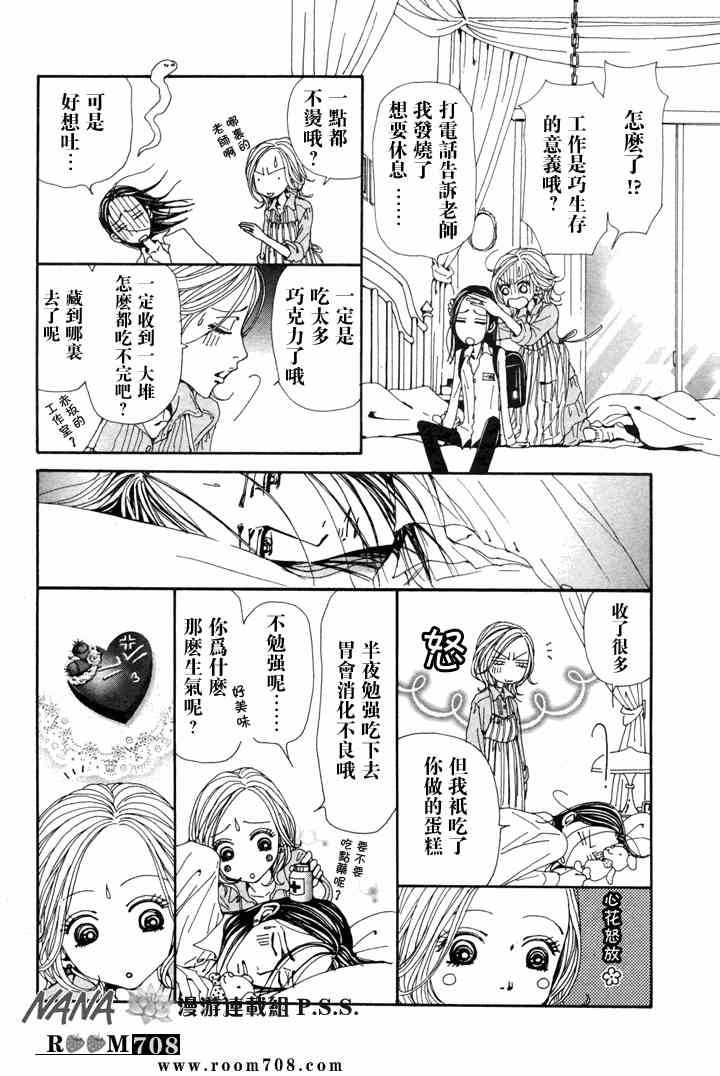 怎麼了!?
工作是巧生存
的意義哦?
打電話告訴老師
我發燒了
想要休息……
一點都
不燙哦?
哪裏的
老師啊
可是
好想吐…
一定是
吃太多
巧克力了哦
一定收到一大堆
怎麼都吃不完吧?
藏到哪裏
去了呢
赤坂的
工作室?
收了很多
怒
但我衹吃了
你做的蛋糕
心花怒放
半夜勉强吃下去
胃會消化不良哦
要不要
吃點藥呢?
不勉强呢…
好美味
你爲什麼
那麼生氣呢?
NANA 漫游連載組 P.S.S.
ROOM 708
www.room708.com